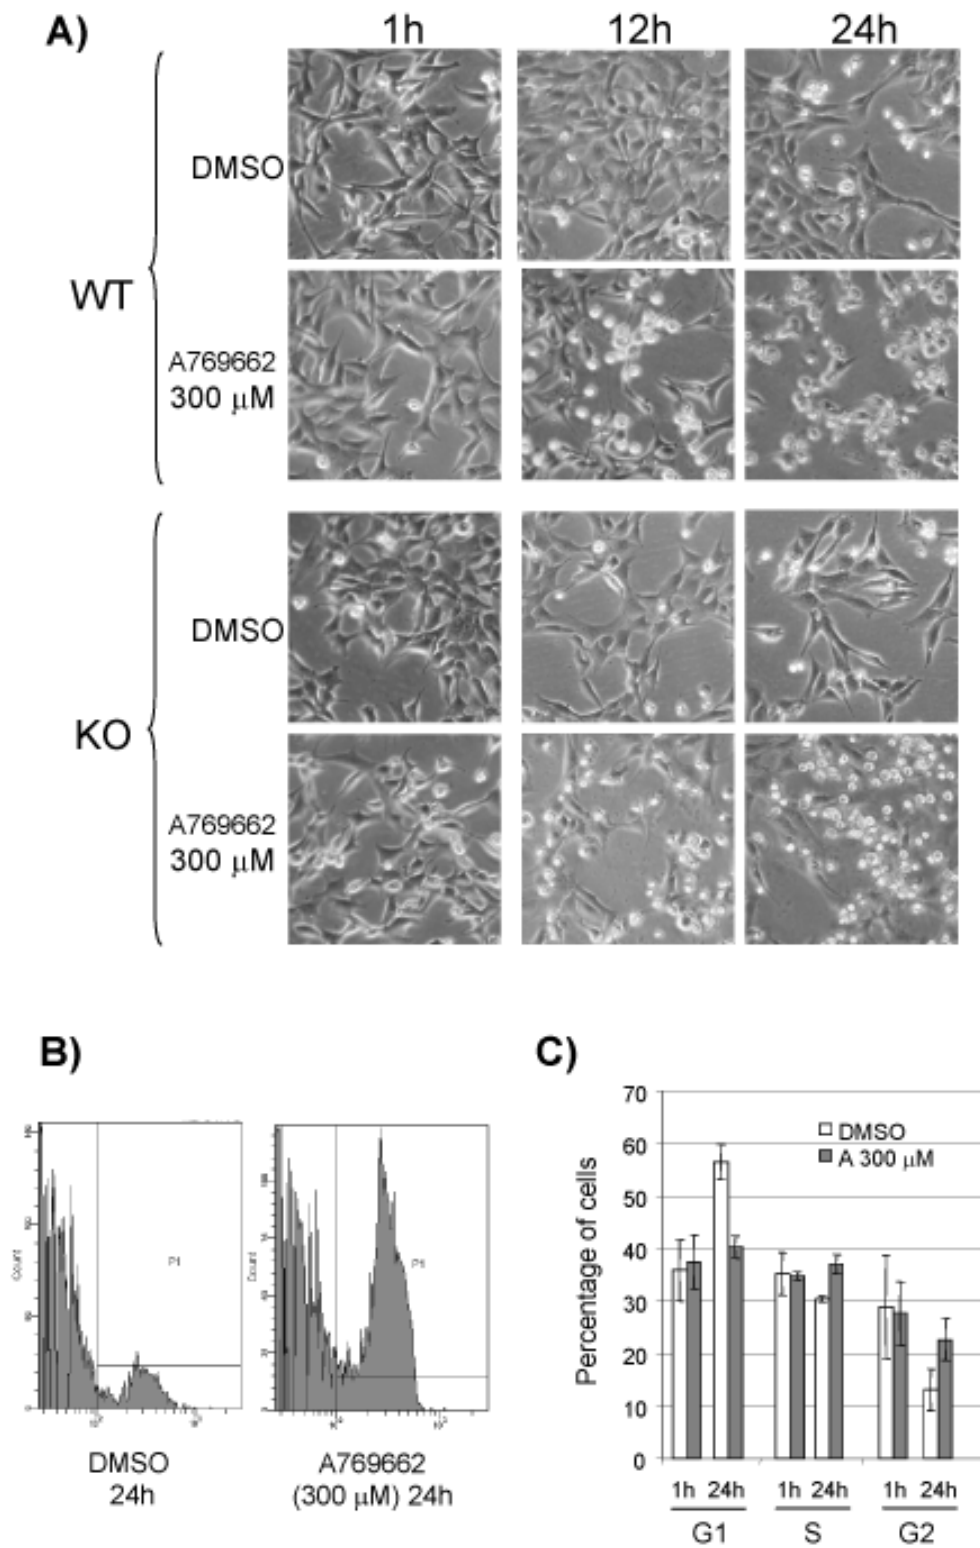 A)
1h 12h 24h
DMSO
WT
A769662
300 µM
DMSO
KO
A769662
300 µM
B)
Count
P1
DMSO
24h
A769662
(300 µM) 24h
C)
Percentage of cells
70
60
50
40
30
20
10
0
DMSO
A 300 µM
1h 24h 1h 24h 1h 24h
G1 S G2